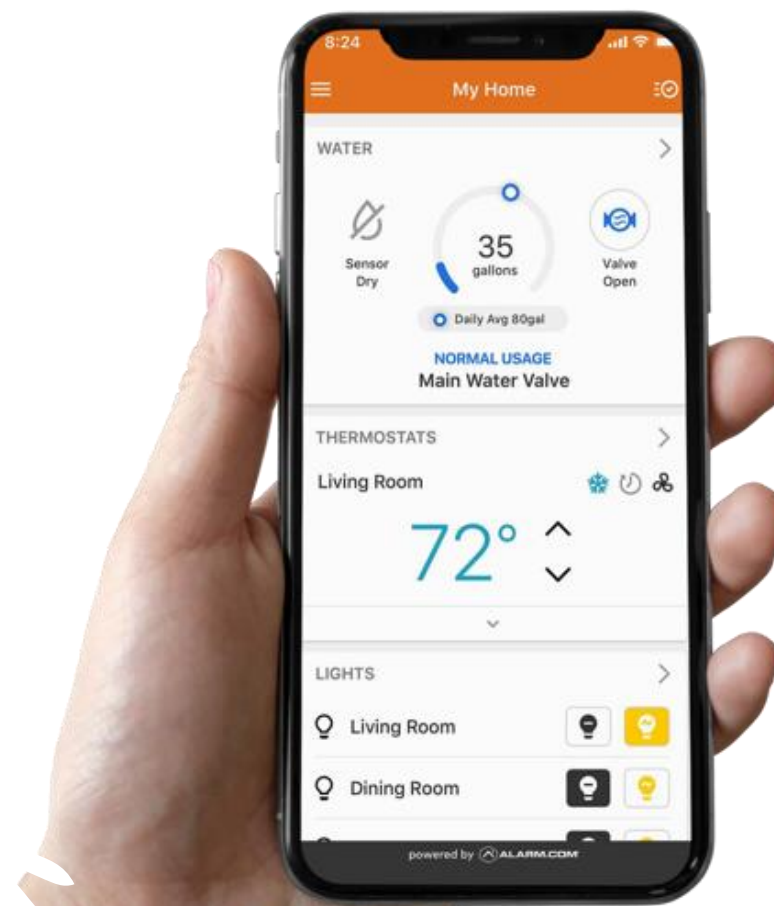 8:24
My Home
WATER
Sensor
Dry
35
gallons
Valve
Open
Daily Avg 80gal
NORMAL USAGE
Main Water Valve
THERMOSTATS
Living Room
72°
LIGHTS
Living Room
Dining Room
powered by ALARM.COM